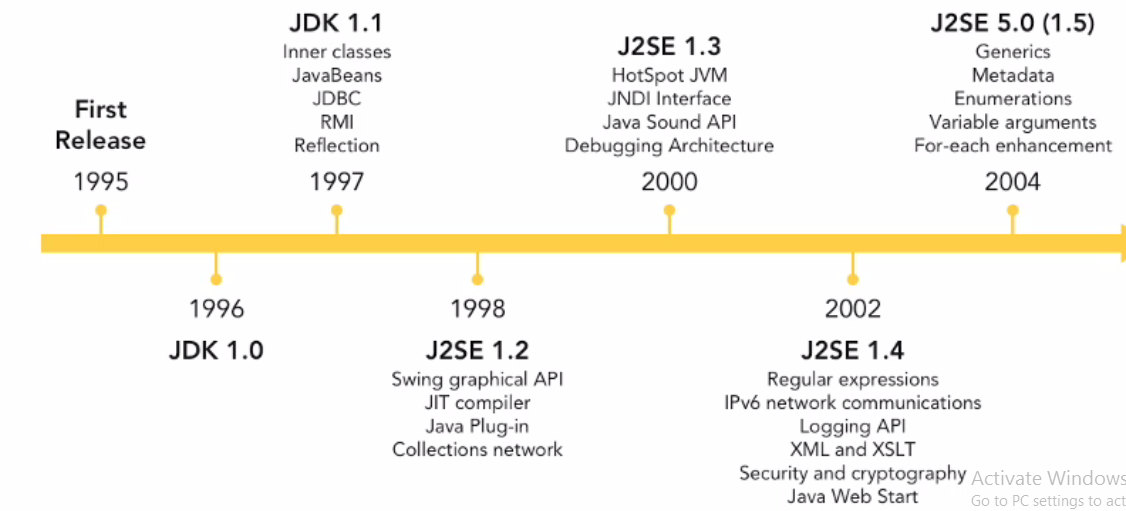 First
Release
1995
JDK 1.1
Inner classes
JavaBeans
JDBC
RMI
Reflection
1997
J2SE 1.3
HotSpot JVM
JNDI Interface
Java Sound API
Debugging Architecture
2000
J2SE 5.0 (1.5)
Generics
Metadata
Enumerations
Variable arguments
For-each enhancement
2004
1996
JDK 1.0
1998
J2SE 1.2
Swing graphical API
JIT compiler
Java Plug-in
Collections network
2002
J2SE 1.4
Regular expressions
IPv6 network communications
Logging API
XML and XSLT
Security and cryptography
Java Web Start
Activate Windows
Go to PC settings to act